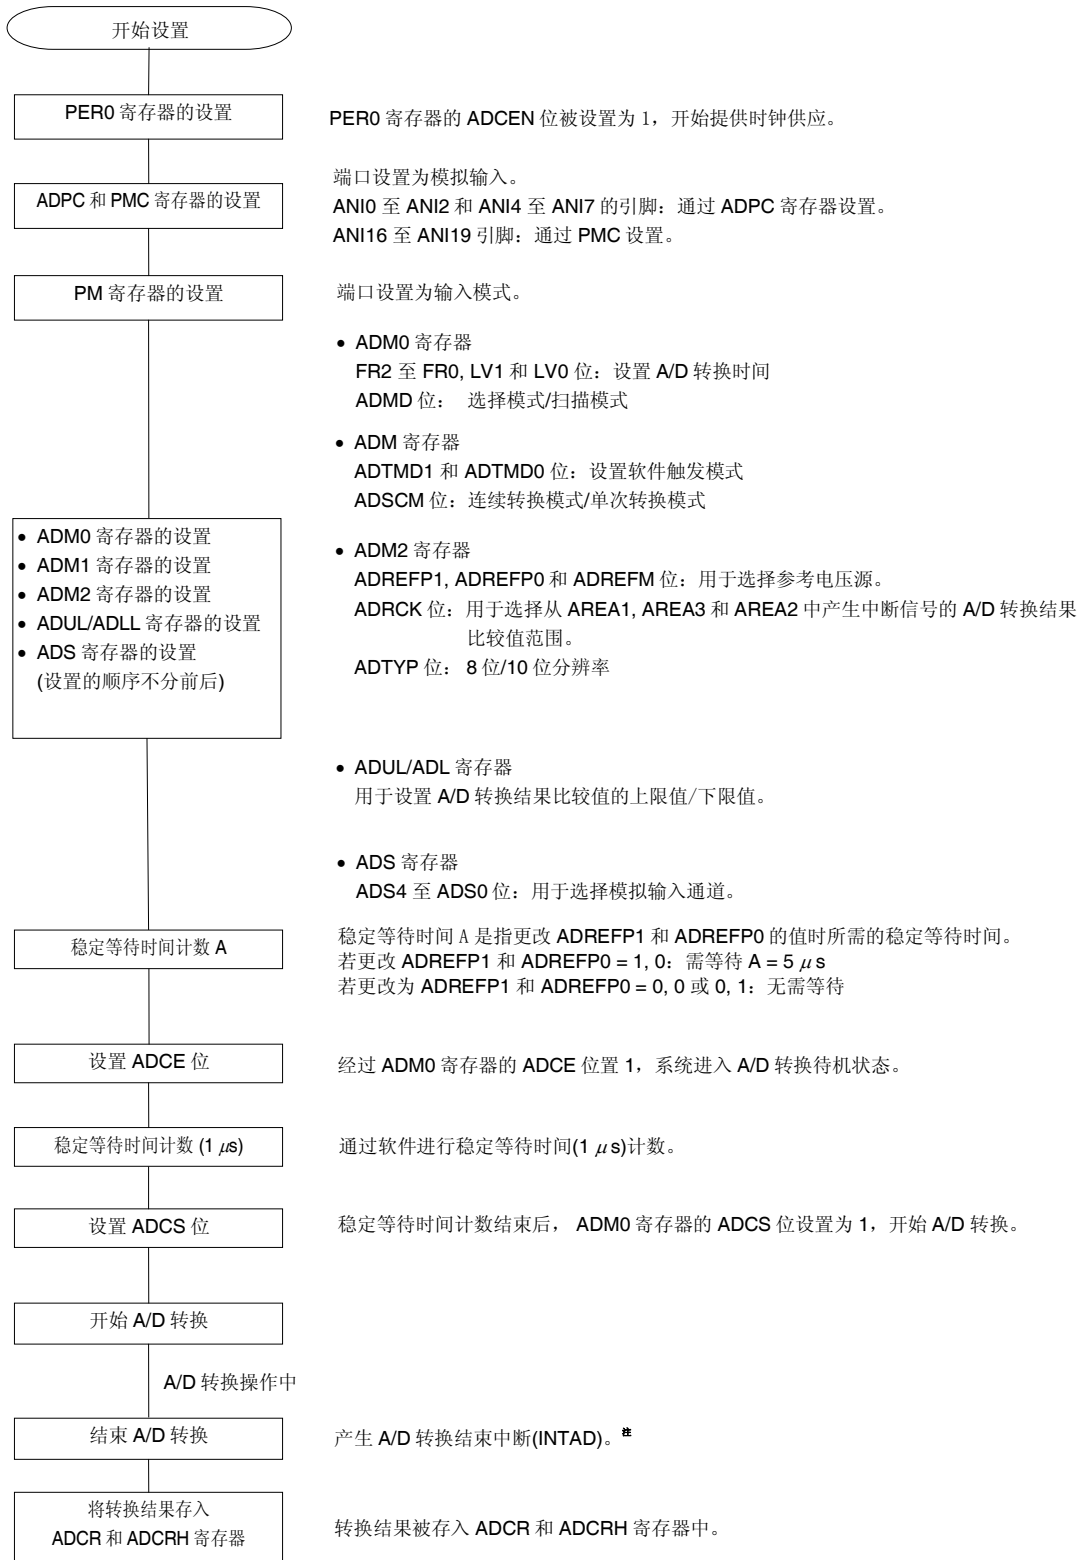 开始设置
PER0 寄存器的设置
PER0 寄存器的 ADCEN 位被设置为 1，开始提供时钟供应。
ADPC 和 PMC 寄存器的设置
端口设置为模拟输入。
ANI0 至 ANI2 和 ANI4 至 ANI7 的引脚：通过 ADPC 寄存器设置。
ANI16 至 ANI19 引脚：通过 PMC 设置。
PM 寄存器的设置
端口设置为输入模式。
• ADM0 寄存器
FR2 至 FR0, LV1 和 LV0 位：设置 A/D 转换时间
ADMD 位： 选择模式/扫描模式
• ADM 寄存器
ADTMD1 和 ADTMD0 位：设置软件触发模式
ADSCM 位：连续转换模式/单次转换模式
• ADM0 寄存器的设置
• ADM1 寄存器的设置
• ADM2 寄存器的设置
• ADUL/ADLL 寄存器的设置
• ADS 寄存器的设置
(设置的顺序不分前后)
• ADM2 寄存器
ADREFP1, ADREFP0 和 ADREFM 位：用于选择参考电压源。
ADRCK 位：用于选择从 AREA1, AREA3 和 AREA2 中产生中断信号的 A/D 转换结果
比较值范围。
ADTYP 位： 8 位/10 位分辨率
• ADUL/ADL 寄存器
用于设置 A/D 转换结果比较值的上限值/下限值。
• ADS 寄存器
ADS4 至 ADS0 位：用于选择模拟输入通道。
稳定等待时间计数 A
稳定等待时间 A 是指更改 ADREFP1 和 ADREFP0 的值时所需的稳定等待时间。
若更改 ADREFP1 和 ADREFP0 = 1, 0：需等待 A = 5 μs
若更改为 ADREFP1 和 ADREFP0 = 0, 0 或 0, 1：无需等待
设置 ADCE 位
经过 ADM0 寄存器的 ADCE 位置 1，系统进入 A/D 转换待机状态。
稳定等待时间计数 (1 μs)
通过软件进行稳定等待时间(1 μs)计数。
设置 ADCS 位
稳定等待时间计数结束后， ADM0 寄存器的 ADCS 位设置为 1，开始 A/D 转换。
开始 A/D 转换
A/D 转换操作中
结束 A/D 转换
产生 A/D 转换结束中断(INTAD)。注
将转换结果存入
ADCR 和 ADCRH 寄存器
转换结果被存入 ADCR 和 ADCRH 寄存器中。